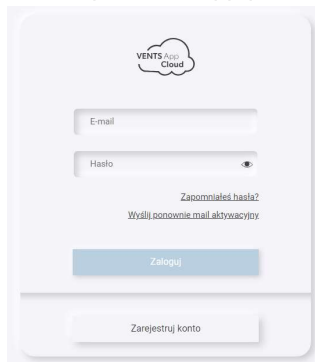 VENTS App
Cloud
E-mail
Hasło
Zapomniałeś hasła?
Wyślij ponownie mail aktywacyjny
Zaloguj
Zarejestruj konto